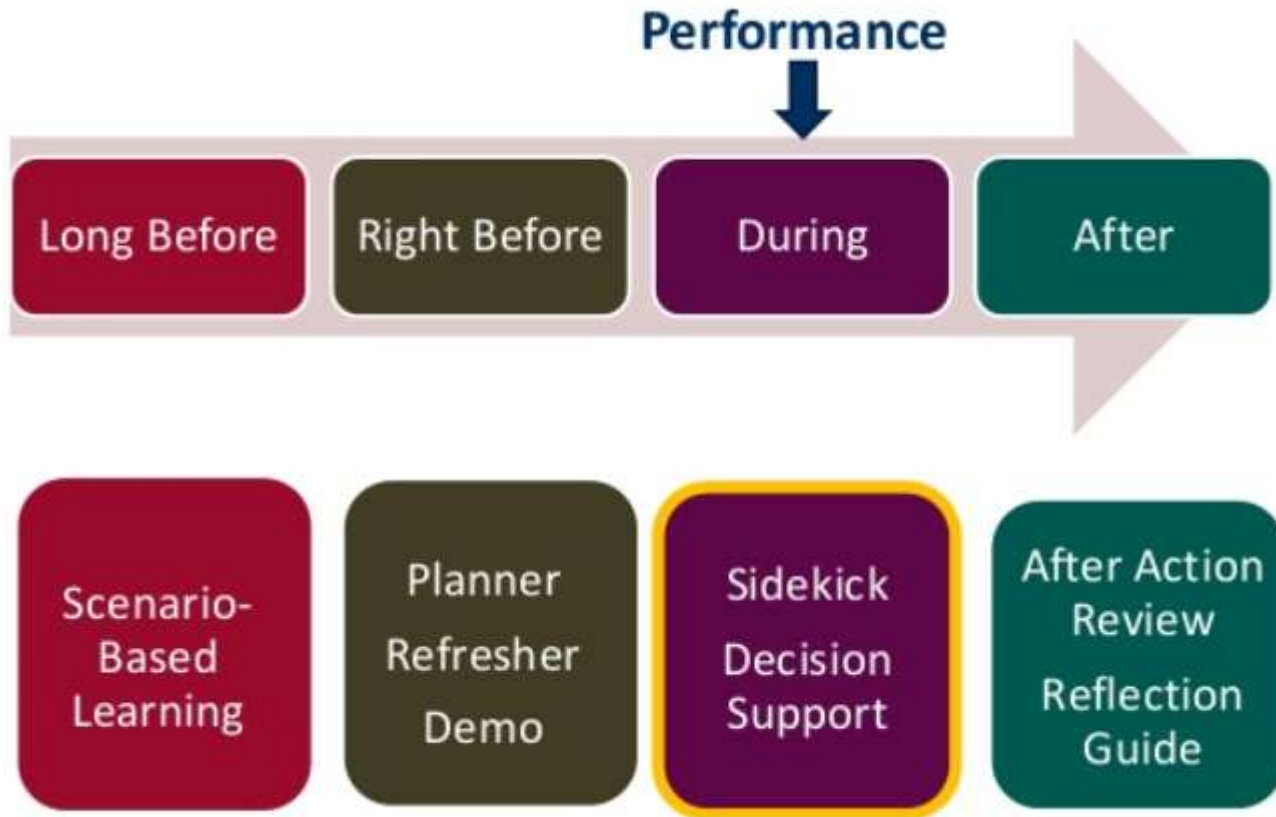 Performance
Long Before
Right Before
During
After
Scenario-
Based
Learning
Planner
Refresher
Demo
Sidekick
Decision
Support
After Action
Review
Reflection
Guide